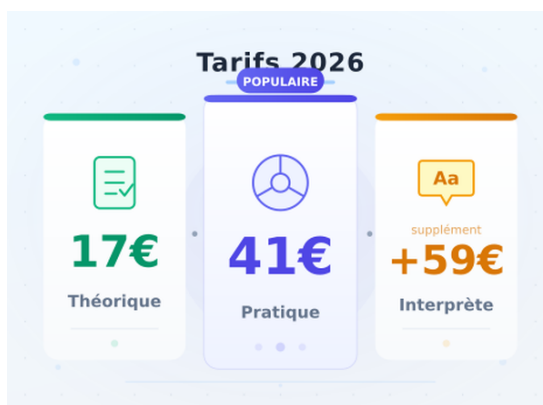 Tarifs 2026
POPULAIRE
17€
Théorique
41€
Pratique
Aa
supplément
+59€
Interprète